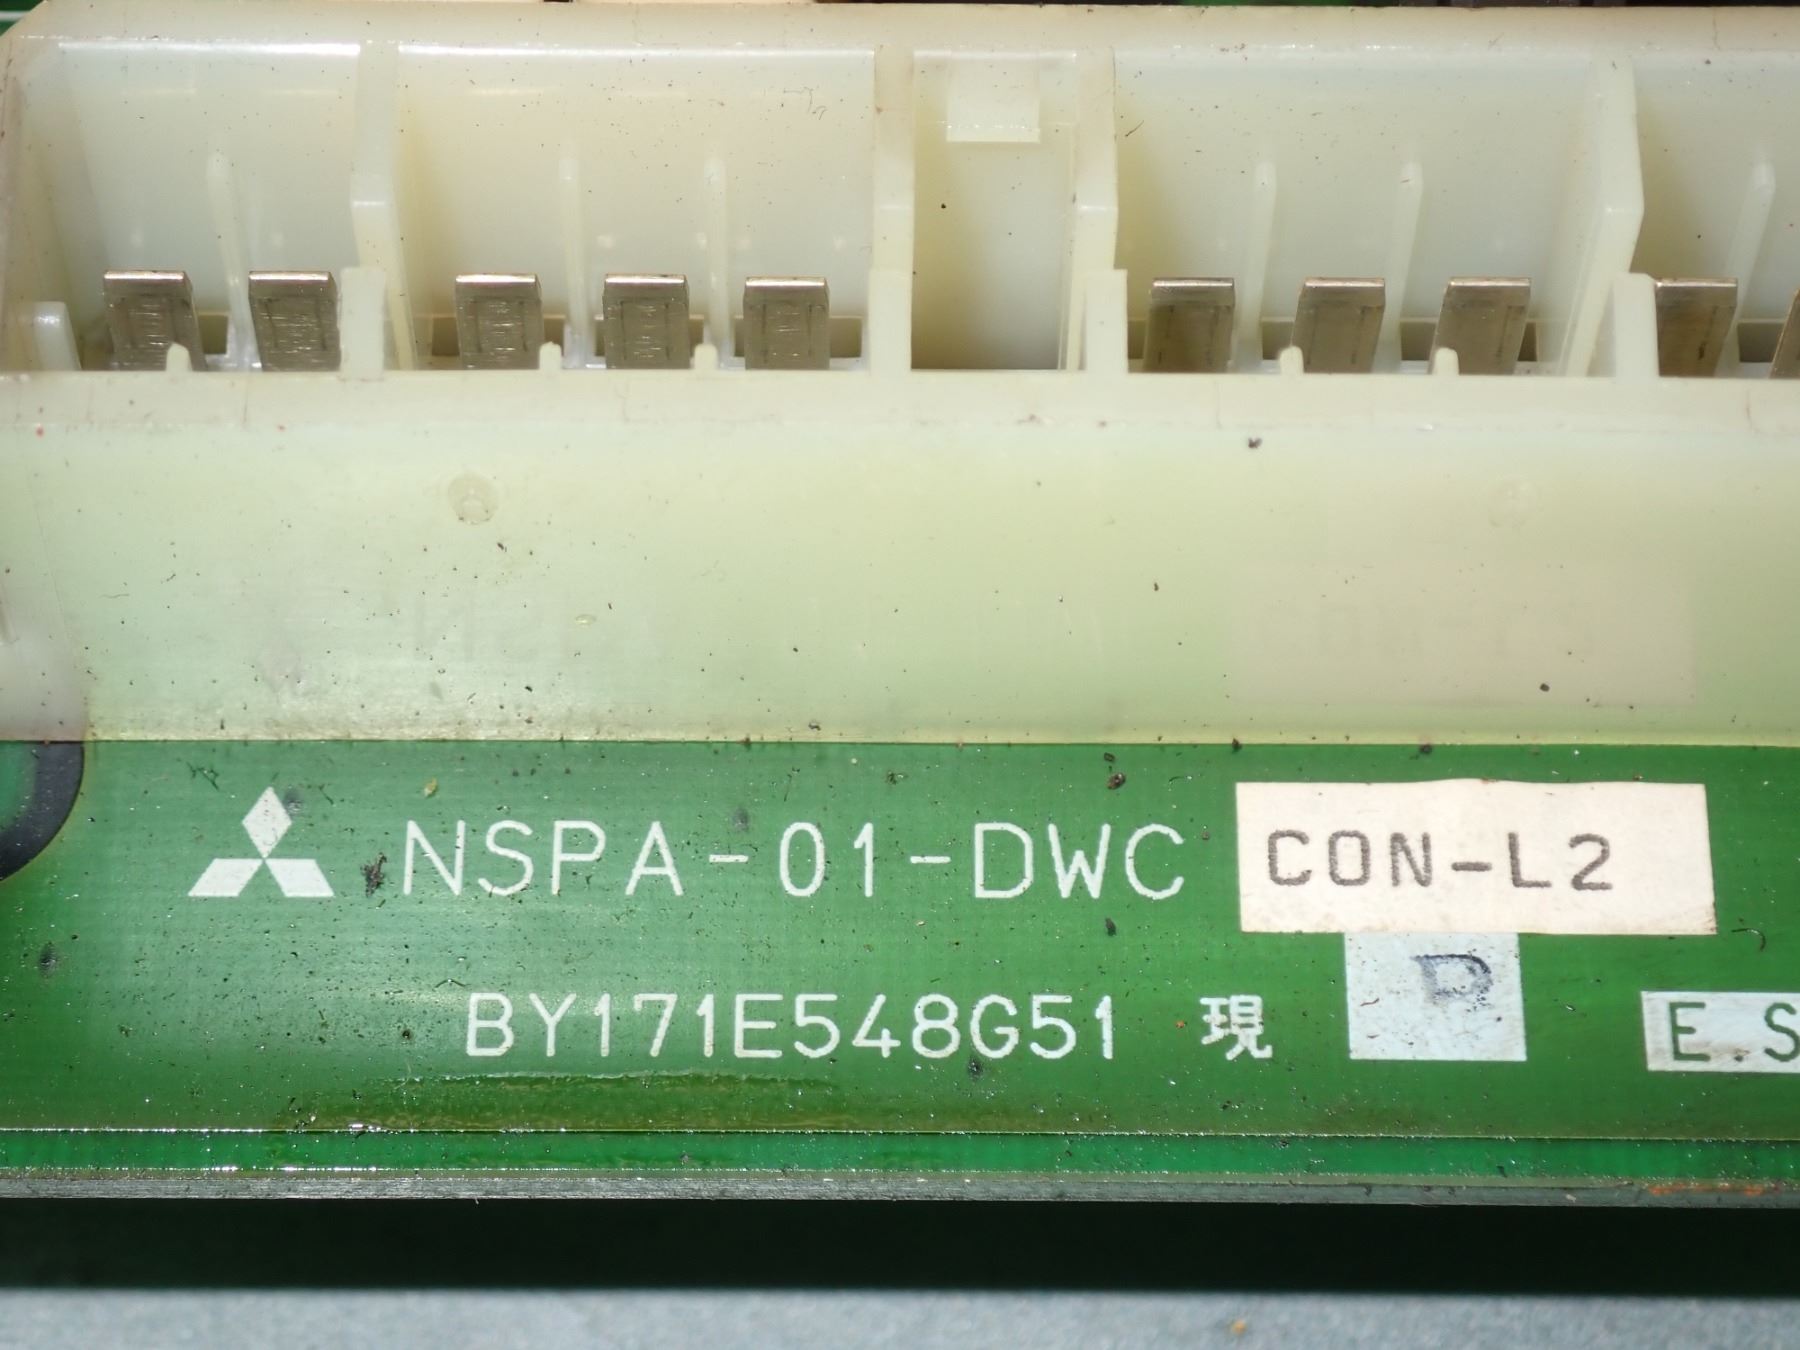 NSPA-01-DWC CON-L2
BY171E548G51 現 B
E.S